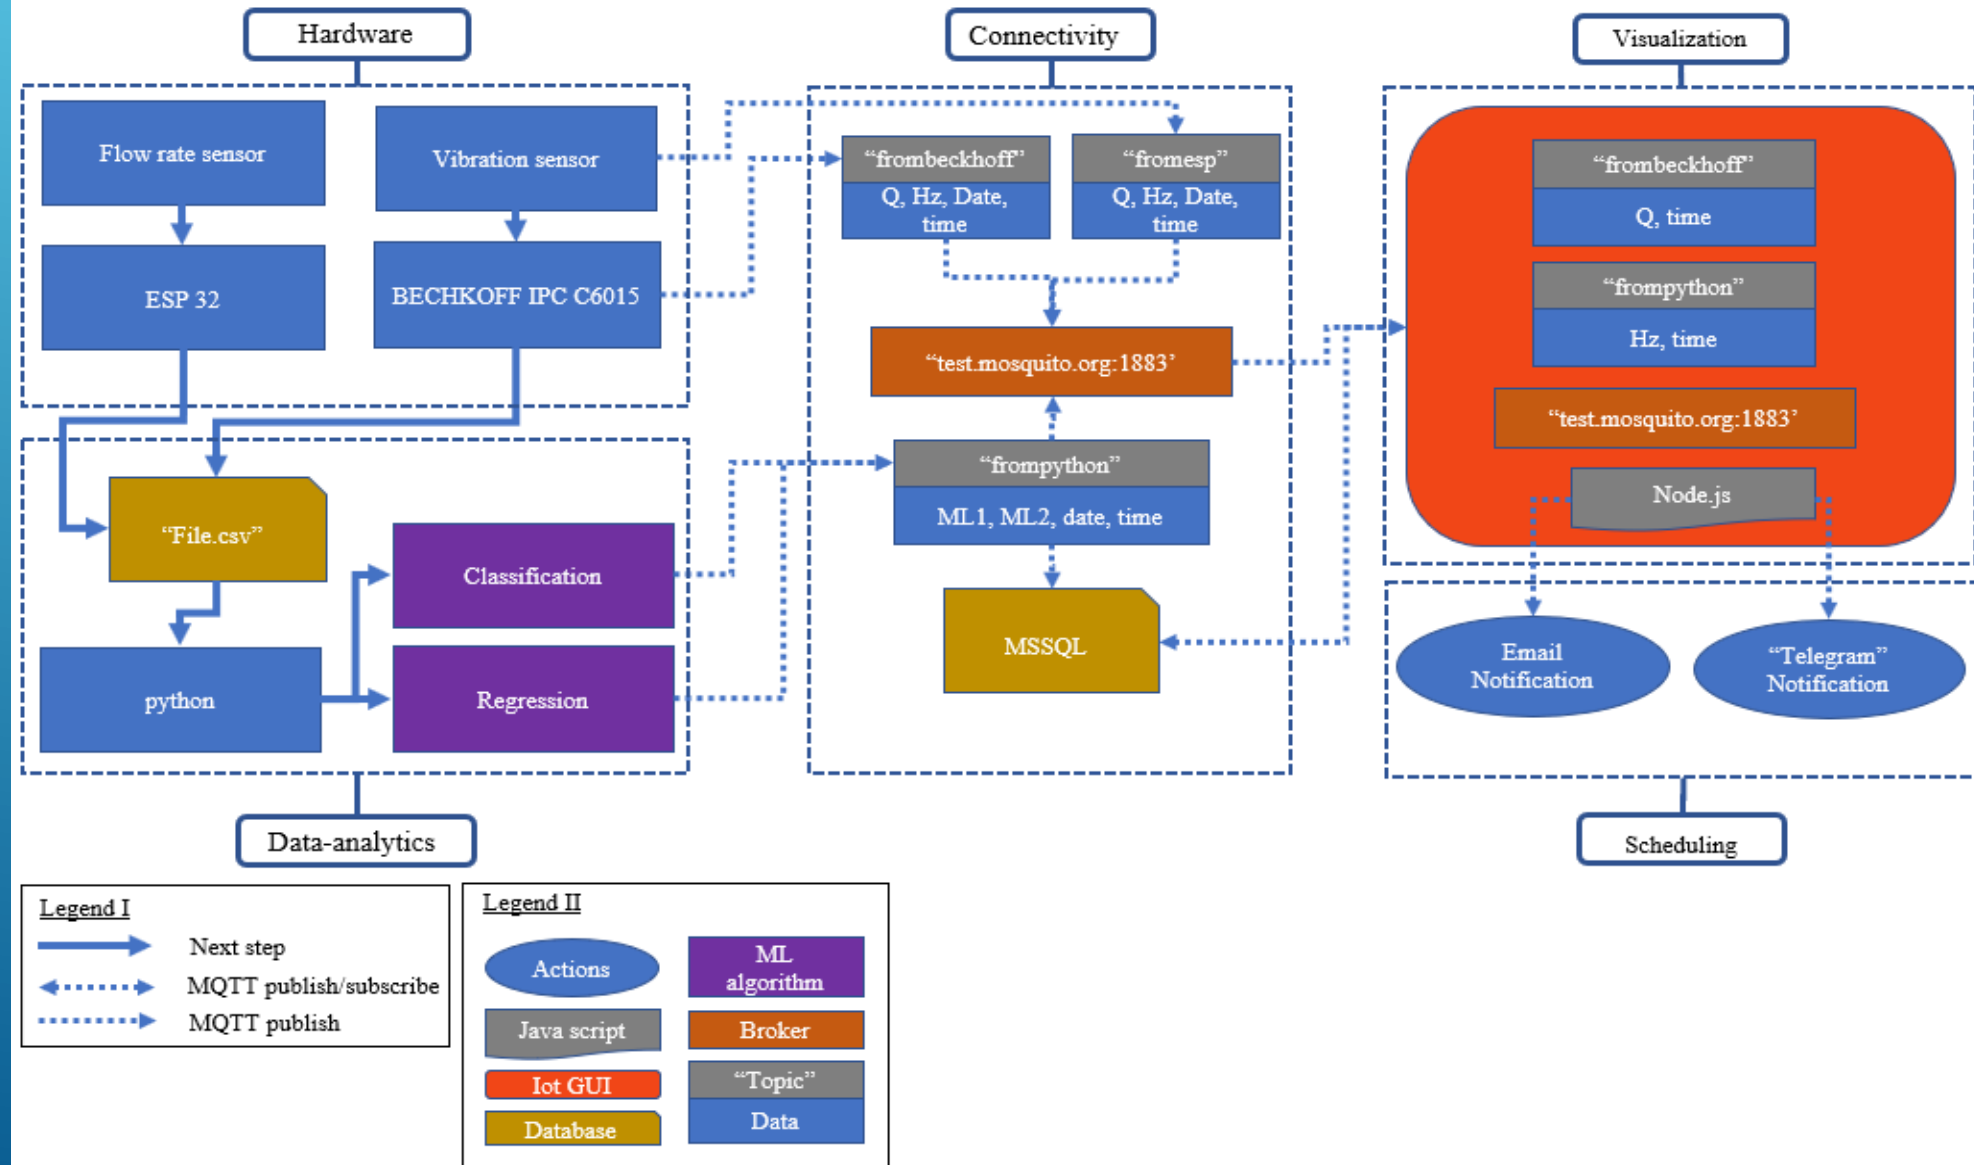 Hardware
Flow rate sensor
Vibration sensor
ESP 32
BECHKOFF IPC C6015
"File.csv"
python
Classification
Regression
Data-analytics
Connectivity
"frombeckhoff"
Q, Hz, Date,
time
"fromesp"
Q, Hz, Date,
time
"test.mosquito.org:1883'
"frompython"
ML1, ML2, date, time
MSSQL
Visualization
"frombeckhoff"
Q, time
"frompython"
Hz, time
"test.mosquito.org:1883'
Node.js
Email
Notification
"Telegram"
Notification
Scheduling
Legend I
Next step
MQTT publish/subscribe
MQTT publish
Legend II
Actions
Java script
Iot GUI
Database
ML
algorithm
Broker
"Topic"
Data